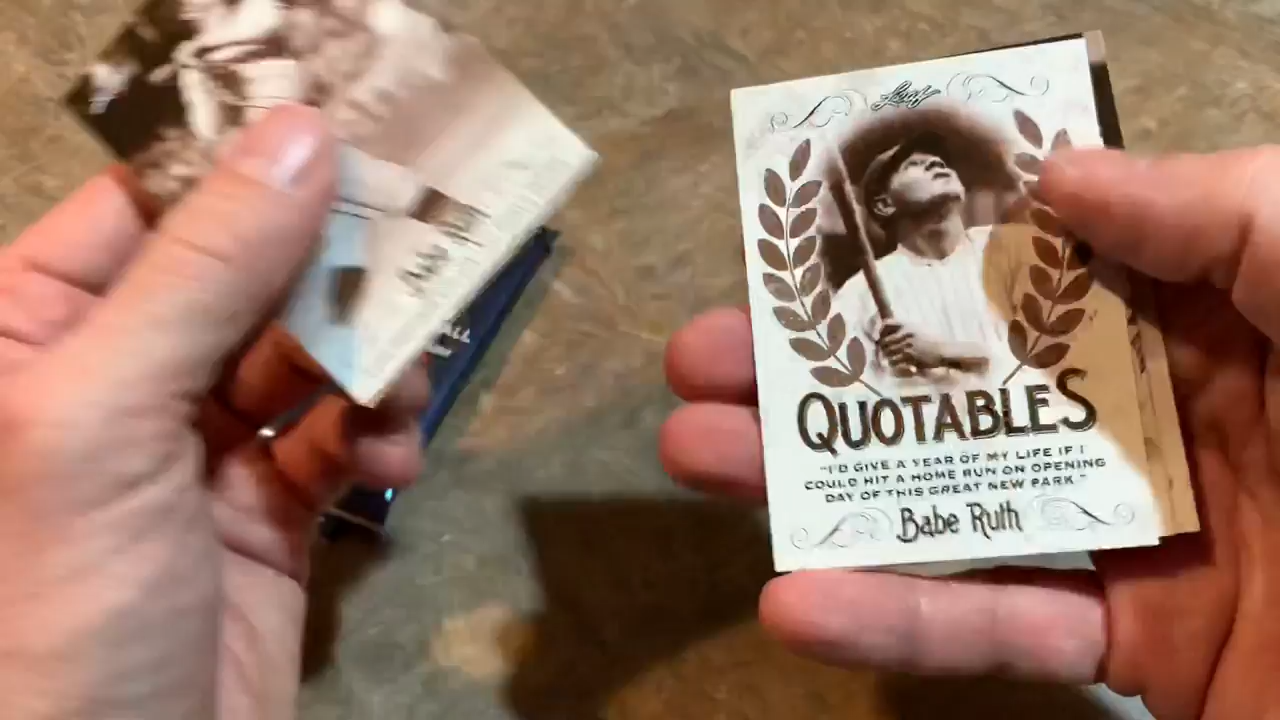 Leaf
QUOTABLES
"I'D GIVE A YEAR OF MY LIFE IF I
COULD HIT A HOME RUN ON OPENING
DAY OF THIS GREAT NEW PARK."
Babe Ruth